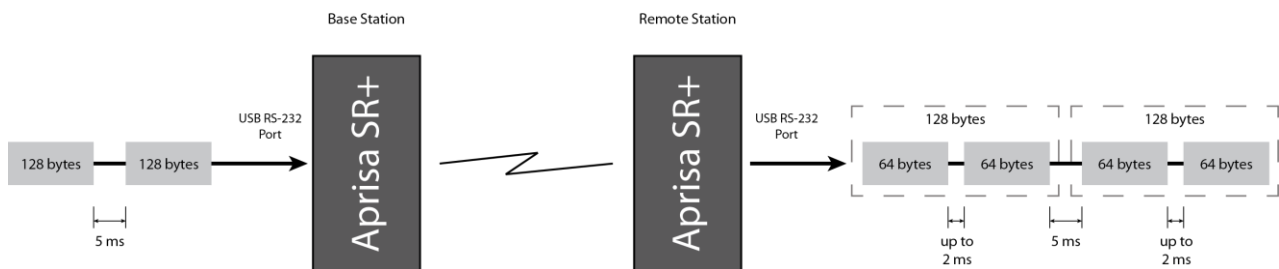 Base Station
Remote Station
USB RS-232
Port
USB RS-232
Port
128 bytes
128 bytes
128 bytes
128 bytes
Aprisa SR+
Aprisa SR+
64 bytes
64 bytes
64 bytes
64 bytes
5 ms
up to
2 ms
5 ms
up to
2 ms